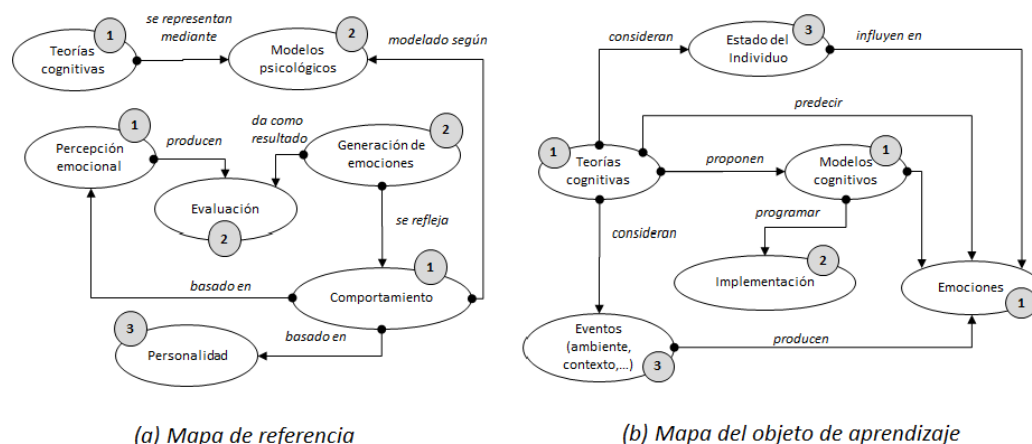 1
Teorías
cognitivas
se representan
mediante
2
Modelos
psicológicos
modelado según
1
Percepción
emocional
producen
da como
resultado
2
Generación de
emociones
Evaluación
2
se refleja
1
Comportamiento
basado en
3
Personalidad
basado en
(a) Mapa de referencia
consideran
3
Estado del
Individuo
influyen en
predecir
1
Teorías
cognitivas
proponen
1
Modelos
cognitivos
programar
consideran
2
Implementación
Emociones
1
Eventos
(ambiente,
contexto,...)
3
producen
(b) Mapa del objeto de aprendizaje